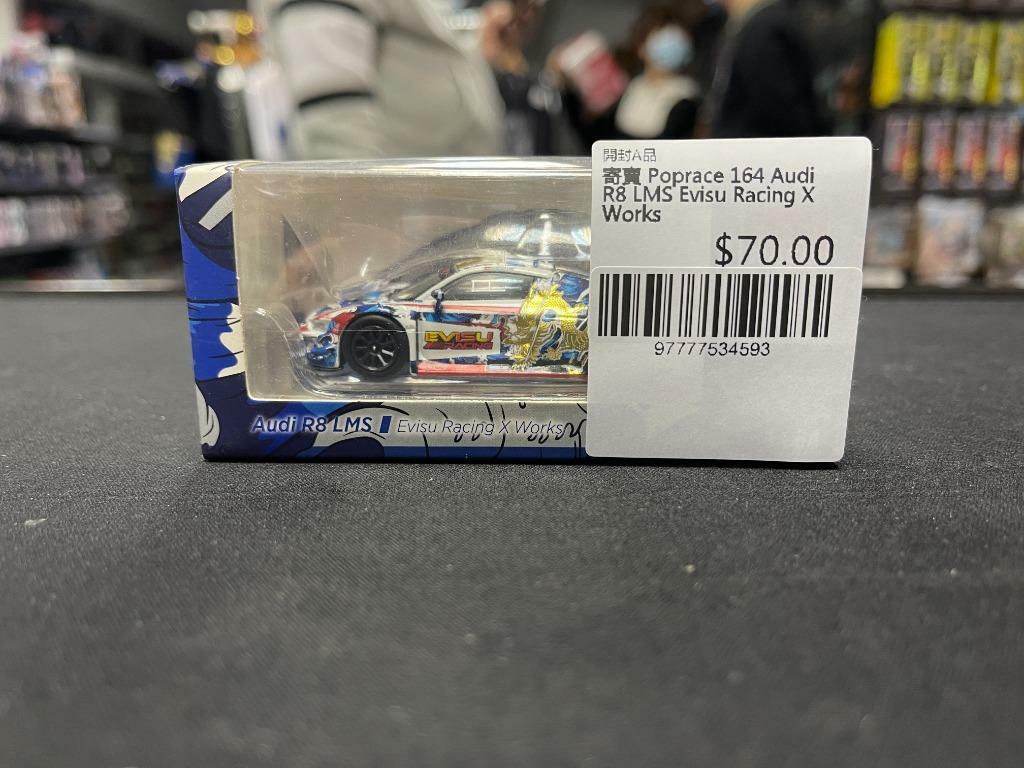 開封A品
寄賣 Poprace 164 Audi
R8 LMS Evisu Racing X
Works
$70.00
97777534593
EVISU
RACING
Audi R8 LMS Evisu Racing X Works